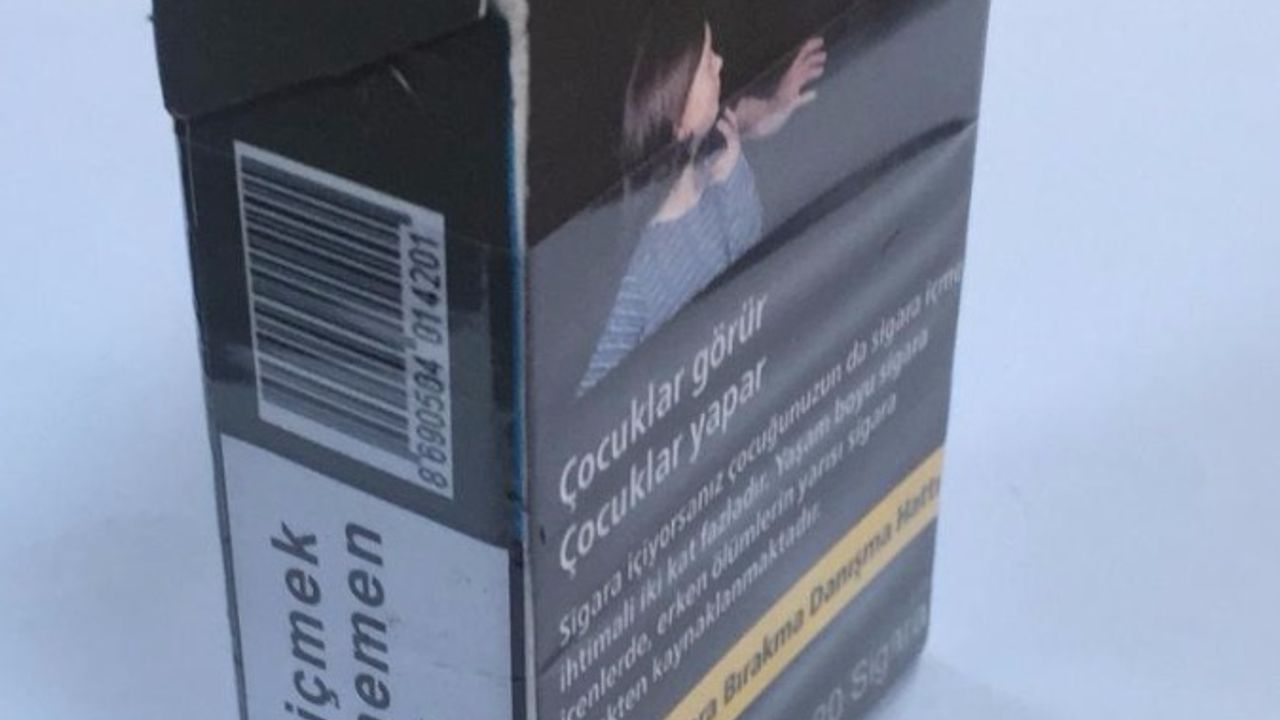 8 690504 014201
içmek
hemen
Çocuklar görür
Çocuklar yapar
Sigara içiyorsanız çocuğunuzun da sigara içme
ihtimali iki kat fazladır. Yaşam boyu sigara
içenlerde, erken ölümlerin yarısı sigara
kaynaklanmaktadır.
Bırakma Danışma Hattı
20 Sigara